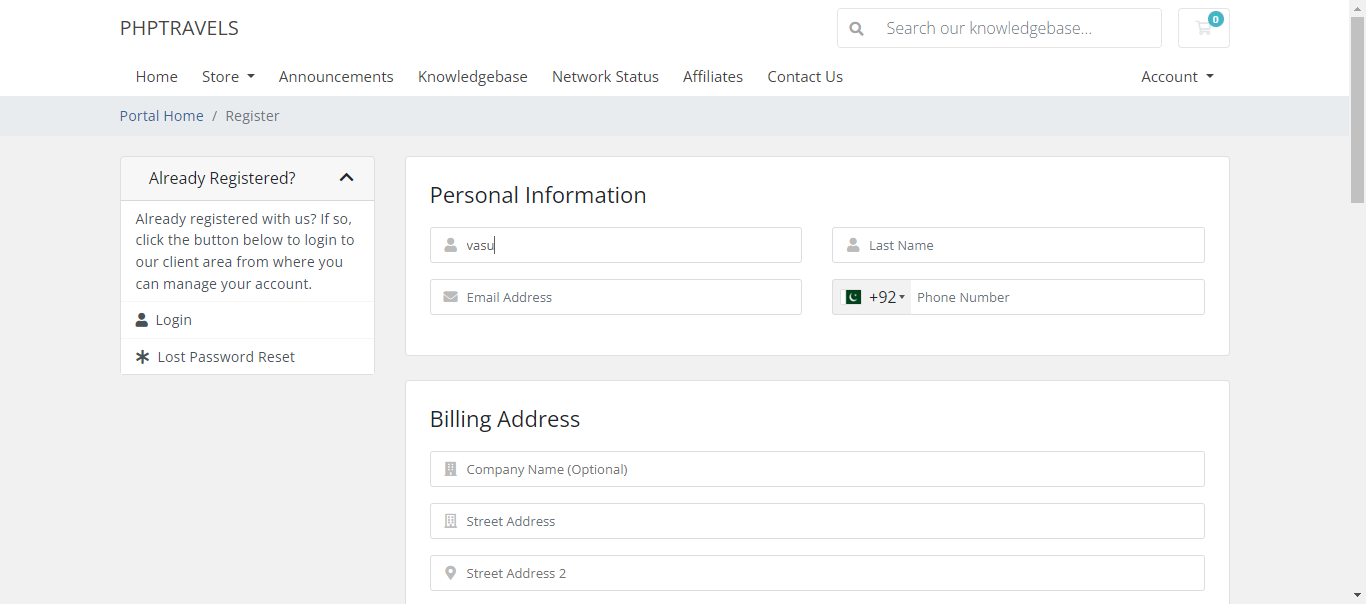 PHPTRAVELS
Search our knowledgebase...
0
Home Store Announcements Knowledgebase Network Status Affiliates Contact Us Account
Portal Home / Register
Already Registered?
Already registered with us? If so,
click the button below to login to
our client area from where you
can manage your account.
Login
Lost Password Reset
Personal Information
vasu
Last Name
Email Address
+92 Phone Number
Billing Address
Company Name (Optional)
Street Address
Street Address 2